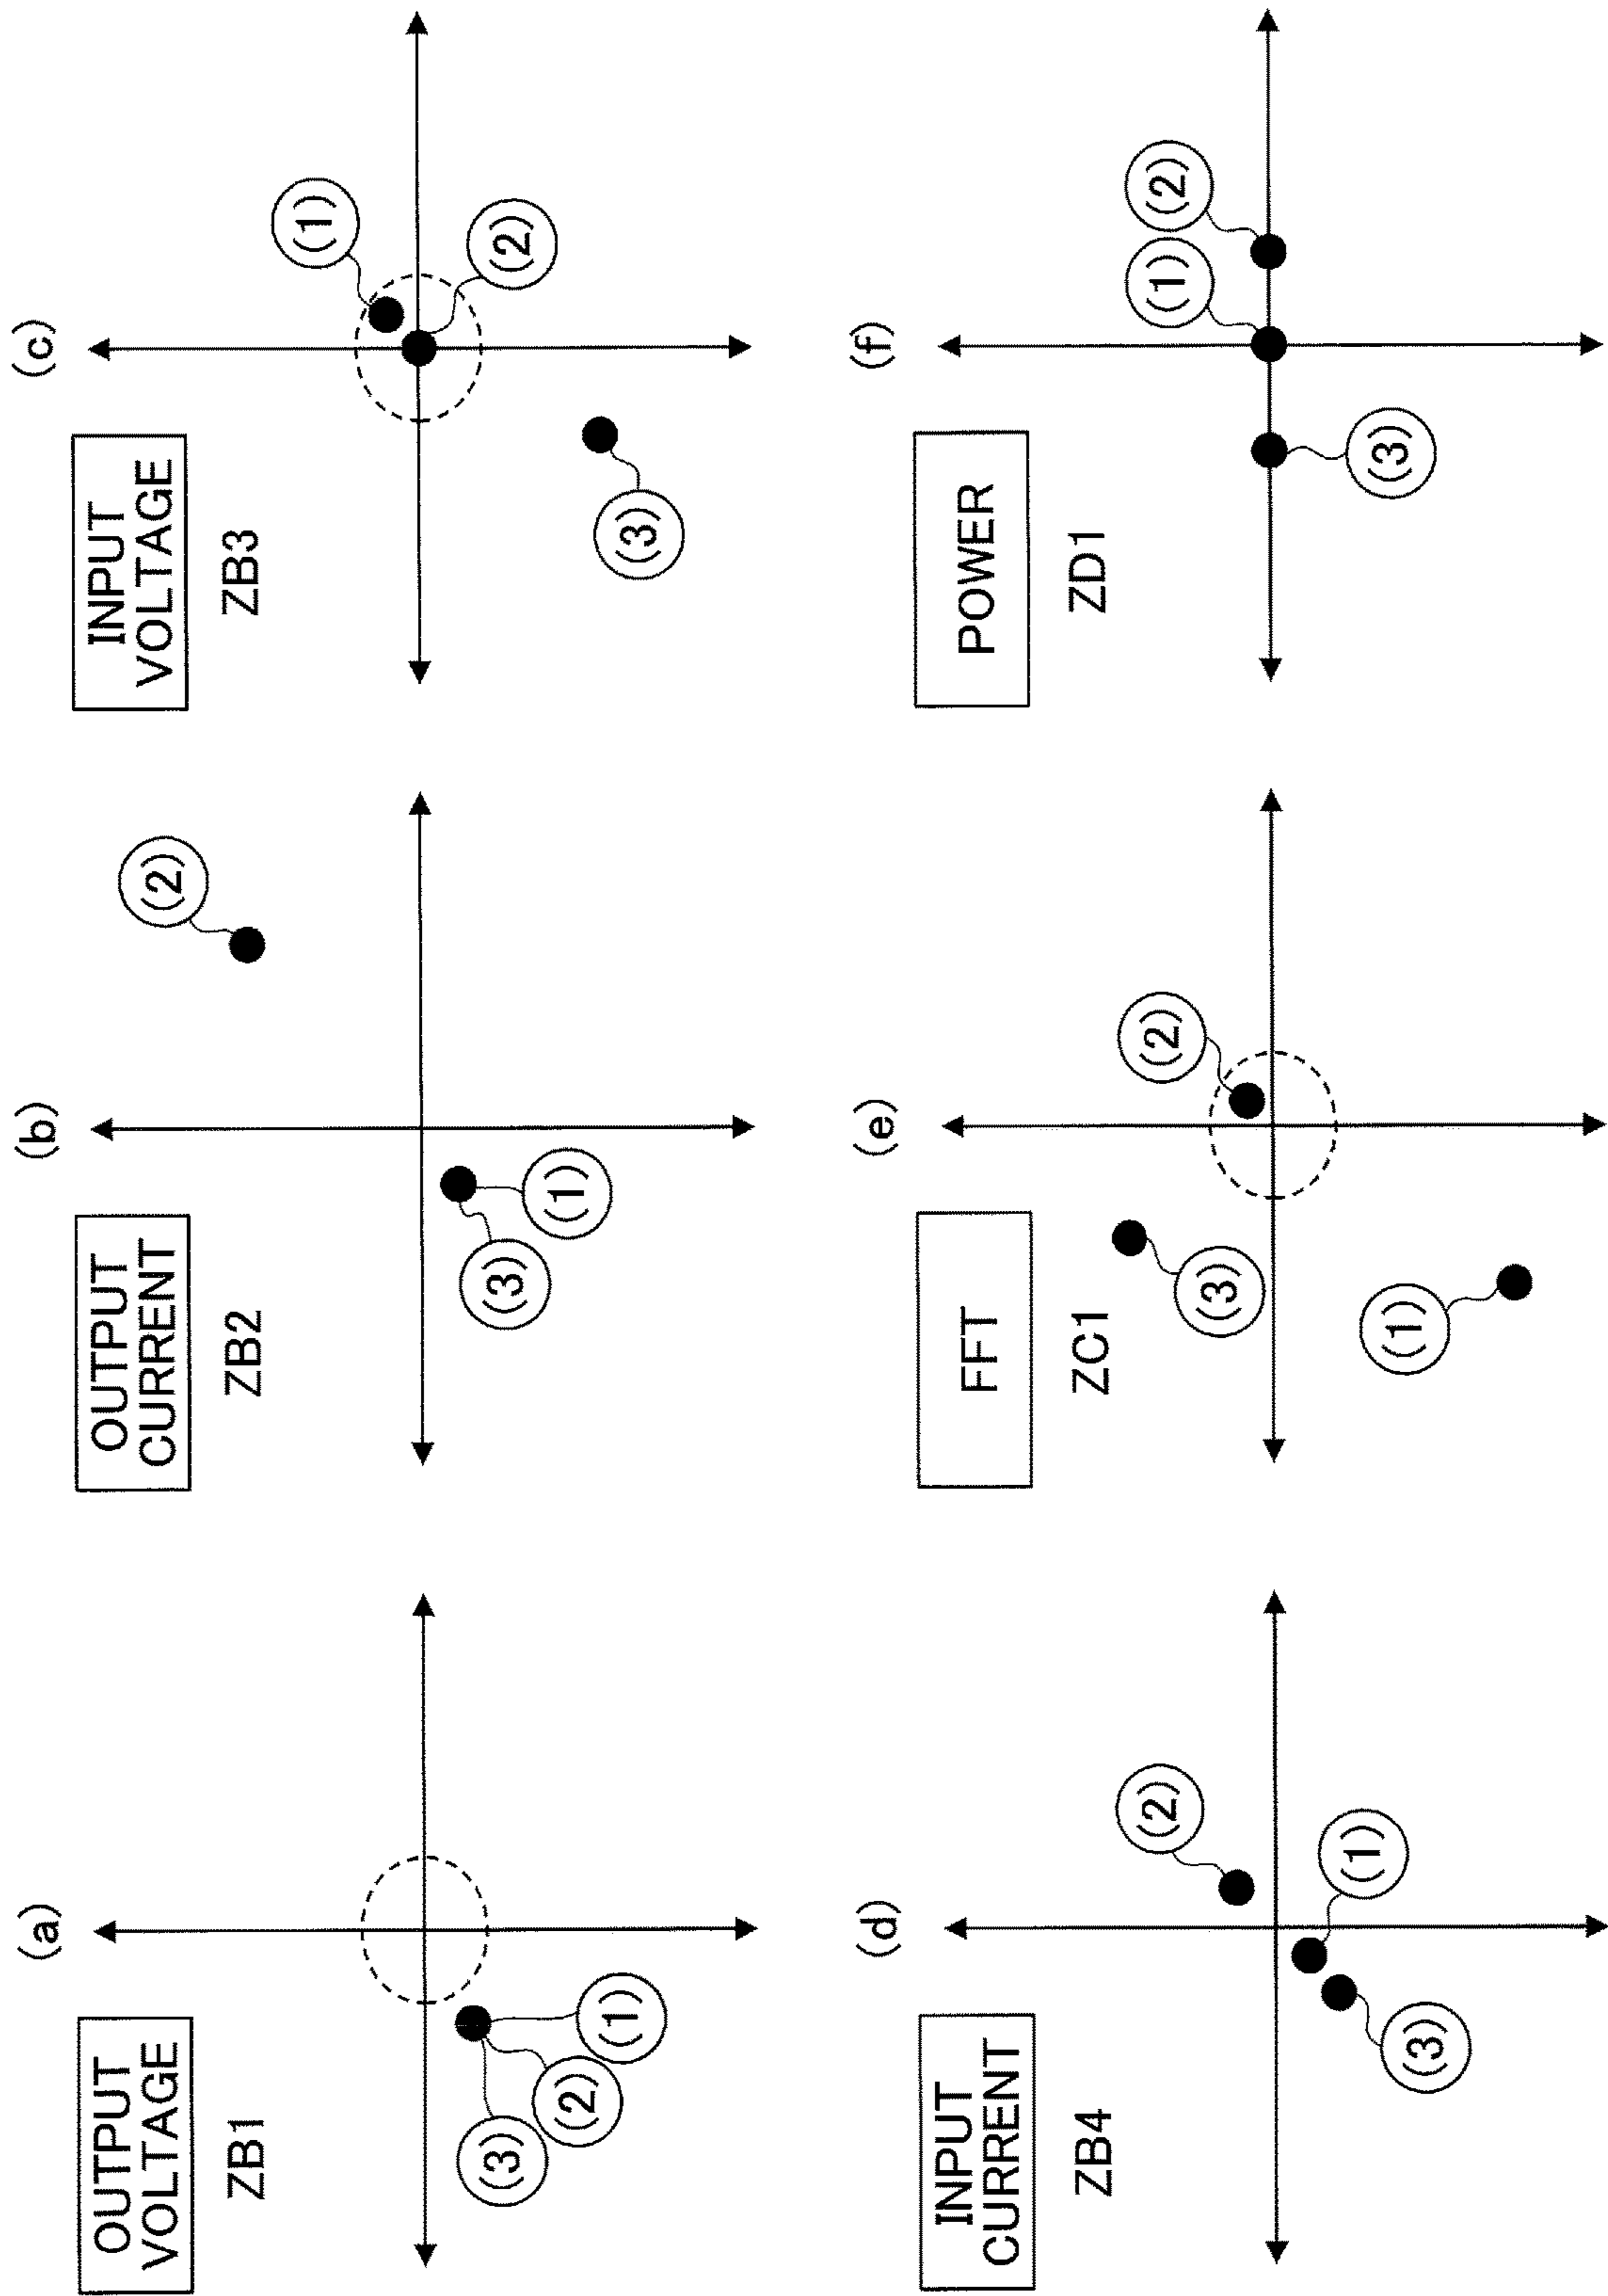 (a)
OUTPUT
VOLTAGE
ZB1
(3)
(2)
(1)
(b)
OUTPUT
CURRENT
ZB2
(2)
(3)
(1)
(c)
INPUT
VOLTAGE
ZB3
(1)
(2)
(3)
(d)
INPUT
CURRENT
ZB4
(2)
(1)
(3)
(e)
FFT
ZC1
(2)
(3)
(1)
(f)
POWER
ZD1
(1)
(2)
(3)